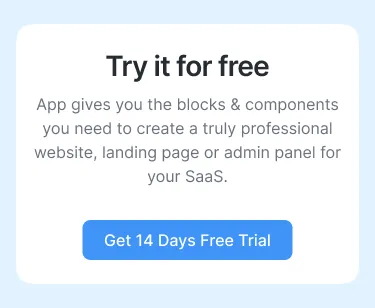 Try it for free
App gives you the blocks & components
you need to create a truly professional
website, landing page or admin panel for
your SaaS.
Get 14 Days Free Trial